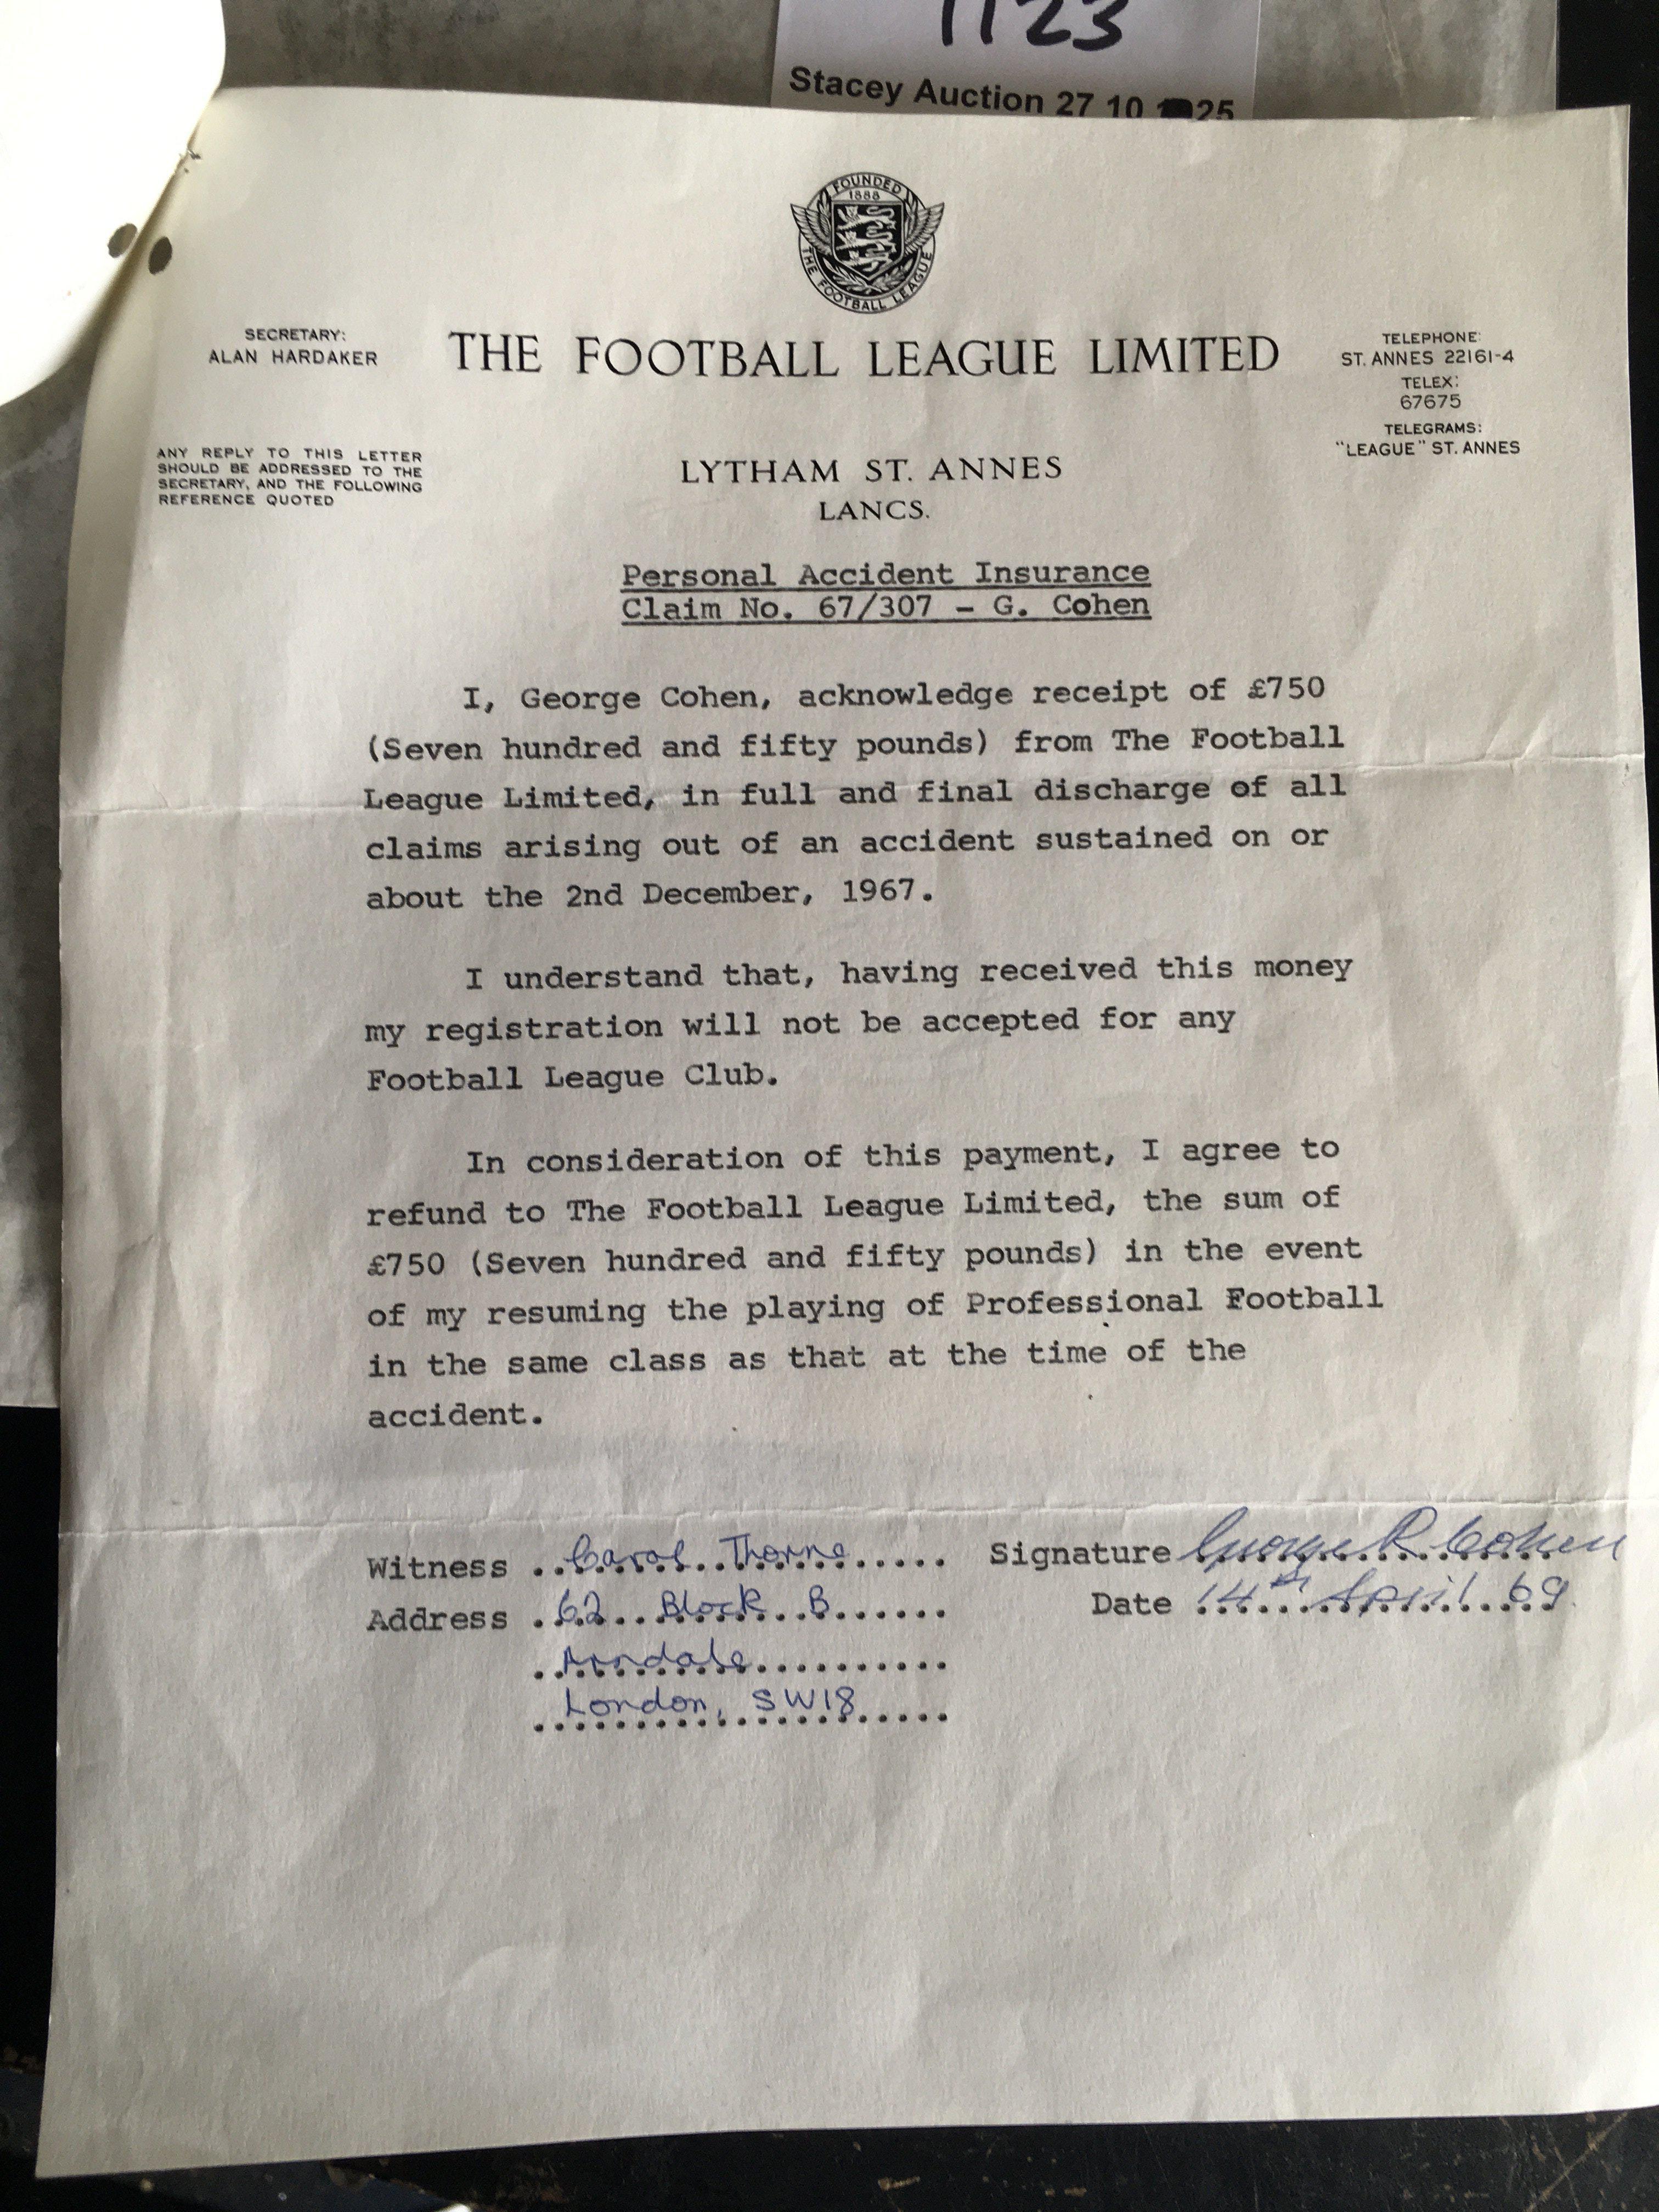 1123
Stacey Auction 27 10 25
FOUNDED
1888
THE FOOTBALL LEAGUE
SECRETARY:
ALAN HARDAKER
THE FOOTBALL LEAGUE LIMITED
TELEPHONE:
ST. ANNES 22161-4
TELEX:
67675
TELEGRAMS:
"LEAGUE" ST. ANNES
ANY REPLY TO THIS LETTER
SHOULD BE ADDRESSED TO THE
SECRETARY, AND THE FOLLOWING
REFERENCE QUOTED
LYTHAM ST. ANNES
LANCS.
Personal Accident Insurance
Claim No. 67/307 - G. Cohen
I, George Cohen, acknowledge receipt of £750
(Seven hundred and fifty pounds) from The Football
League Limited, in full and final discharge of all
claims arising out of an accident sustained on or
about the 2nd December, 1967.
I understand that, having received this money
my registration will not be accepted for any
Football League Club.
In consideration of this payment, I agree to
refund to The Football League Limited, the sum of
£750 (Seven hundred and fifty pounds) in the event
of my resuming the playing of Professional Football
in the same class as that at the time of the
accident.
Witness Carol Thorne
Signature George R Cohen
Address 62 Block B
Date 14th April 69.
Arndale
London, SW18